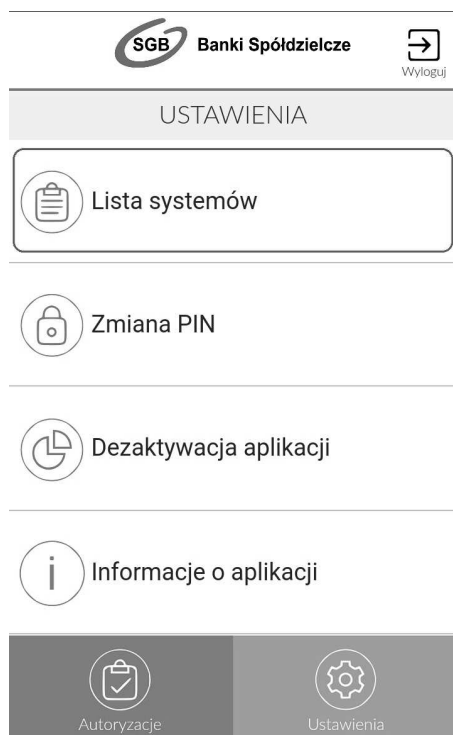 SGB Banki Spółdzielcze
Wyloguj
USTAWIENIA
Lista systemów
Zmiana PIN
Dezaktywacja aplikacji
i Informacje o aplikacji
Autoryzacje Ustawienia